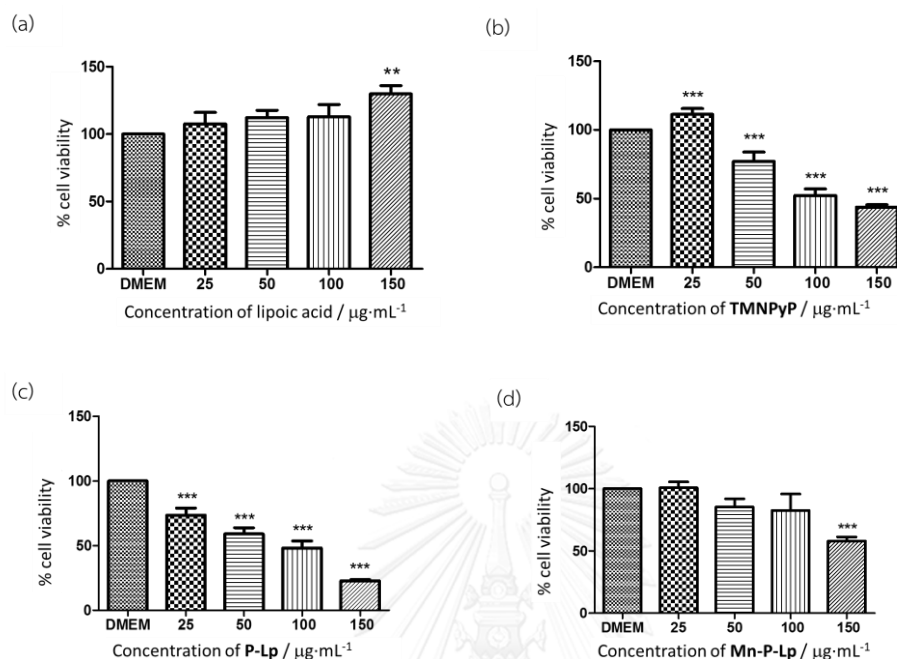 (a)
150
100
50
0
% cell viability
**
DMEM 25 50 100 150
Concentration of lipoic acid / µg·mL⁻¹
(b)
150
100
50
0
% cell viability
*** *** *** ***
DMEM 25 50 100 150
Concentration of TMNPyP / µg·mL⁻¹
(c)
150
100
50
0
% cell viability
*** *** *** ***
DMEM 25 50 100 150
Concentration of P-Lp / µg·mL⁻¹
(d)
150
100
50
0
% cell viability
***
DMEM 25 50 100 150
Concentration of Mn-P-Lp / µg·mL⁻¹